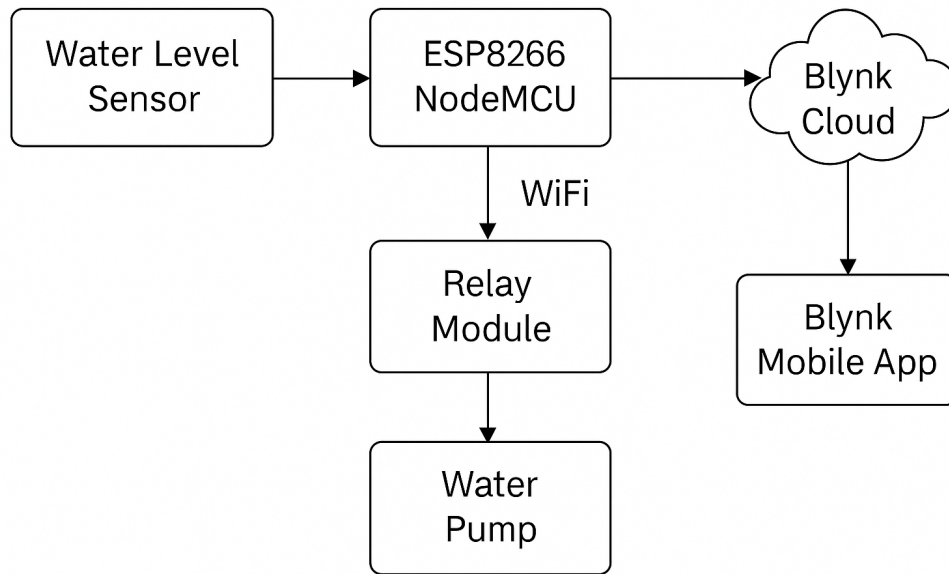 Water Level
Sensor
ESP8266
NodeMCU
Blynk
Cloud
WiFi
Relay
Module
Blynk
Mobile App
Water
Pump